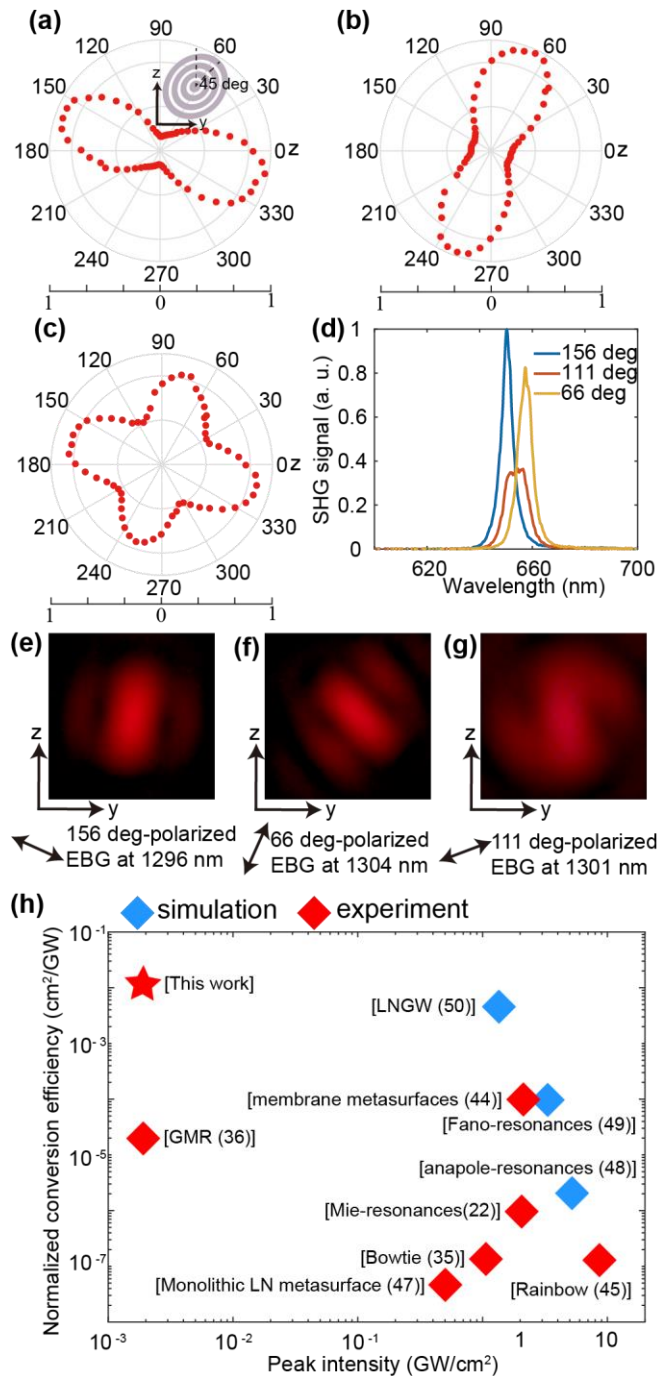 (a)
90
120
60
150
z
45 deg
y
180
0 z
210
330
240
300
270
1
0
1
(b)
90
120
60
150
30
180
0 z
210
330
240
300
270
1
0
1
(c)
90
120
60
150
30
180
0 z
210
330
240
300
270
1
0
1
(d)
1
0.8
0.6
0.4
0.2
0
SHG signal (a. u.)
156 deg
111 deg
66 deg
620
660
700
Wavelength (nm)
(e)
z
y
156 deg-polarized
EBG at 1296 nm
(f)
z
y
66 deg-polarized
EBG at 1304 nm
(g)
z
y
111 deg-polarized
EBG at 1301 nm
(h)
simulation
experiment
Normalized conversion efficiency (cm²/GW)
10⁻¹
10⁻³
10⁻⁵
10⁻⁷
[This work]
[LNGW (50)]
[membrane metasurfaces (44)]
[Fano-resonances (49)]
[GMR (36)]
[anapole-resonances (48)]
[Mie-resonances(22)]
[Bowtie (35)]
[Monolithic LN metasurface (47)]
[Rainbow (45)]
10⁻³
10⁻²
10⁻¹
1
10
Peak intensity (GW/cm²)